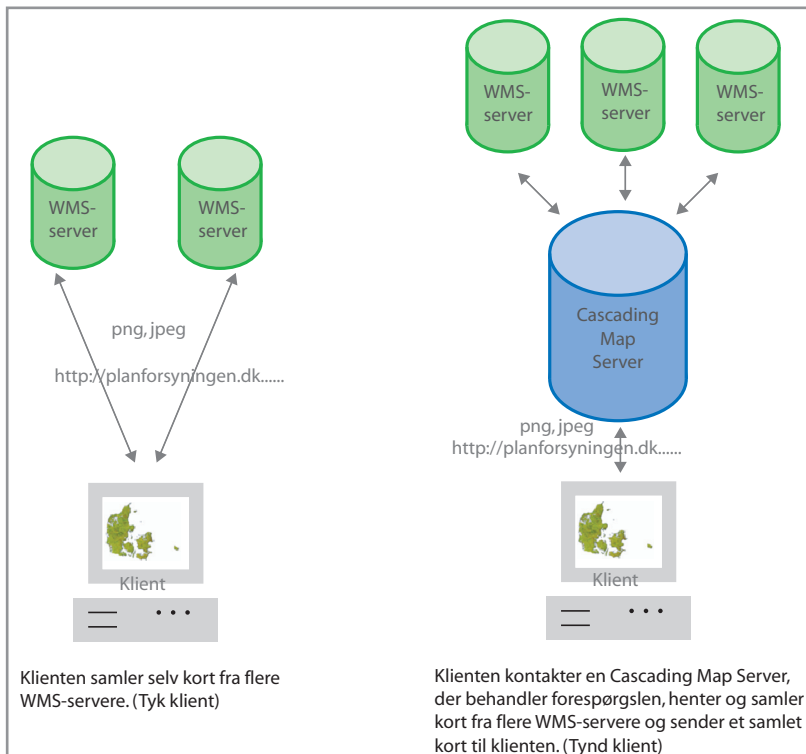 WMS-
server
WMS-
server
png, jpeg
http://planforsyningen.dk......
Klient
Klienten samler selv kort fra flere
WMS-servere. (Tyk klient)
WMS-
server
WMS-
server
WMS-
server
Cascading
Map
Server
png, jpeg
http://planforsyningen.dk......
Klient
Klienten kontakter en Cascading Map Server,
der behandler forespørgslen, henter og samler
kort fra flere WMS-servere og sender et samlet
kort til klienten. (Tynd klient)